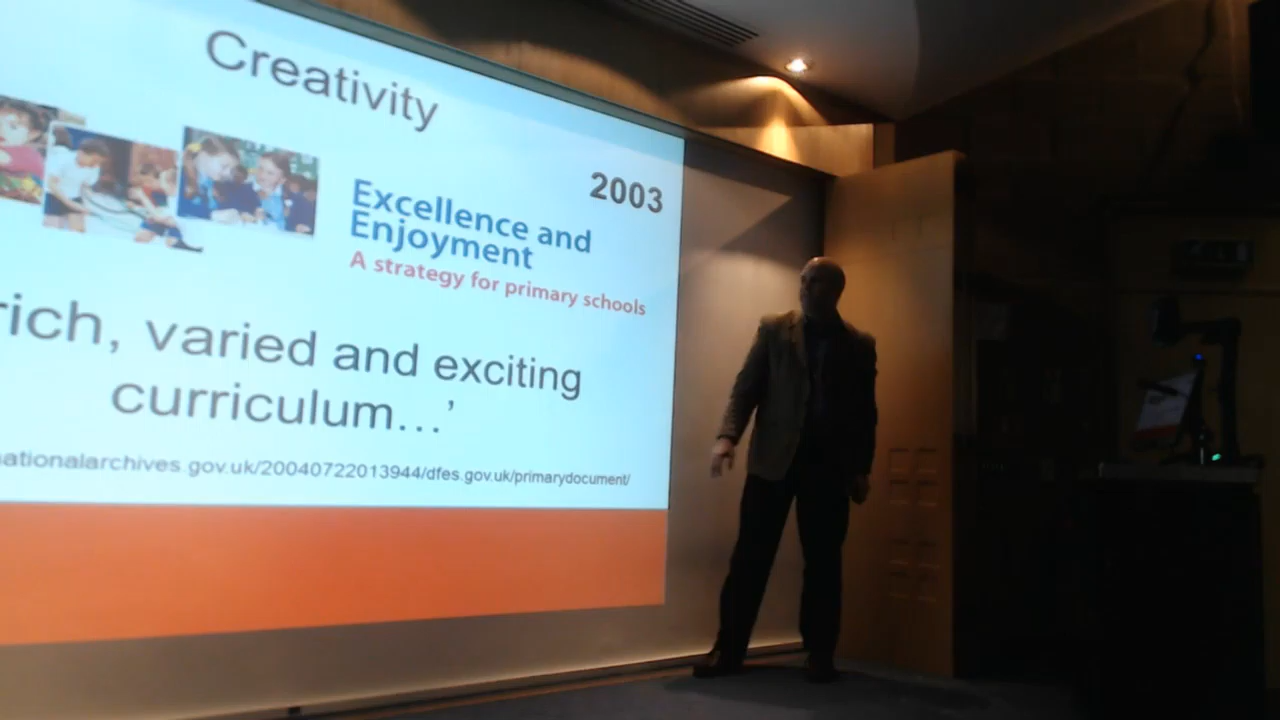 Creativity
2003
Excellence and
Enjoyment
A strategy for primary schools
rich, varied and exciting
curriculum...'
nationalarchives.gov.uk/20040722013944/dfes.gov.uk/primarydocument/